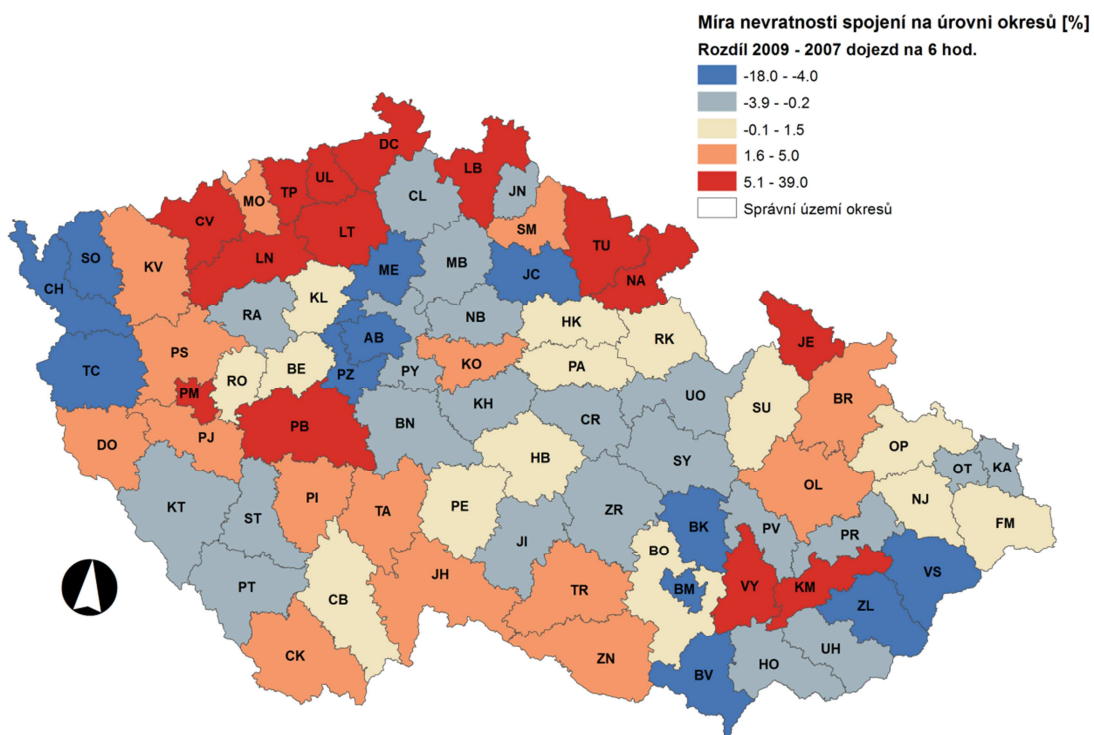 Míra nevratnosti spojení na úrovni okresů [%]
Rozdíl 2009 - 2007 dojezd na 6 hod.
-18.0 - -4.0
-3.9 - -0.2
-0.1 - 1.5
1.6 - 5.0
5.1 - 39.0
Správní území okresů
DC
LB
UL
TP
JN
MO
CL
CV
LT
SM
TU
SO
KV
LN
MB
ME
JC
NA
CH
KL
RA
NB
HK
AB
RK
JE
PS
TC
RO
BE
PZ
PY
KO
PA
PM
UO
SU
BR
PB
KH
DO
PJ
BN
CR
OP
HB
SY
OT
KA
OL
NJ
KT
ST
PI
TA
PE
ZR
FM
BK
PV
PR
JI
BO
VS
PT
JH
TR
BM
VY
KM
CB
ZL
CK
ZN
UH
HO
BV